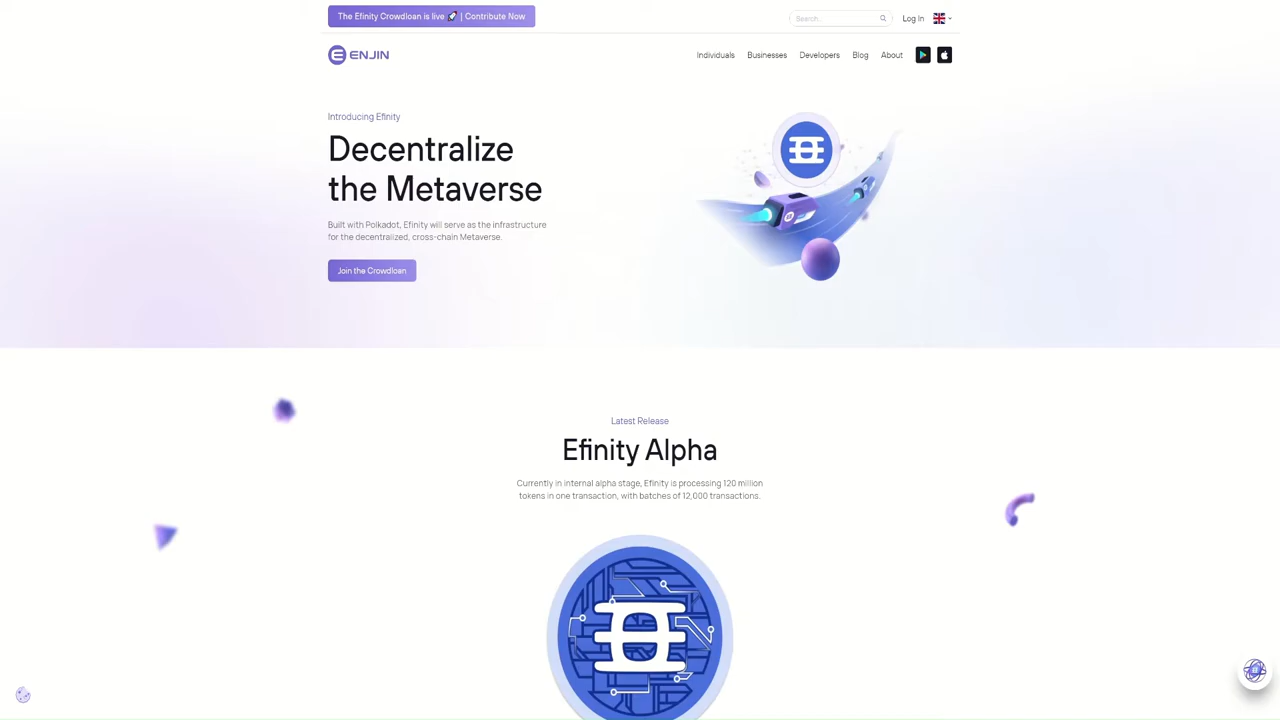 The Efinity Crowdloan is live 🚀 | Contribute Now
Search...
Log In
ENJIN
Individuals
Businesses
Developers
Blog
About
Introducing Efinity
Decentralize
the Metaverse
Built with Polkadot, Efinity will serve as the infrastructure
for the decentralized, cross-chain Metaverse.
Join the Crowdloan
Latest Release
Efinity Alpha
Currently in internal alpha stage, Efinity is processing 120 million
tokens in one transaction, with batches of 12,000 transactions.